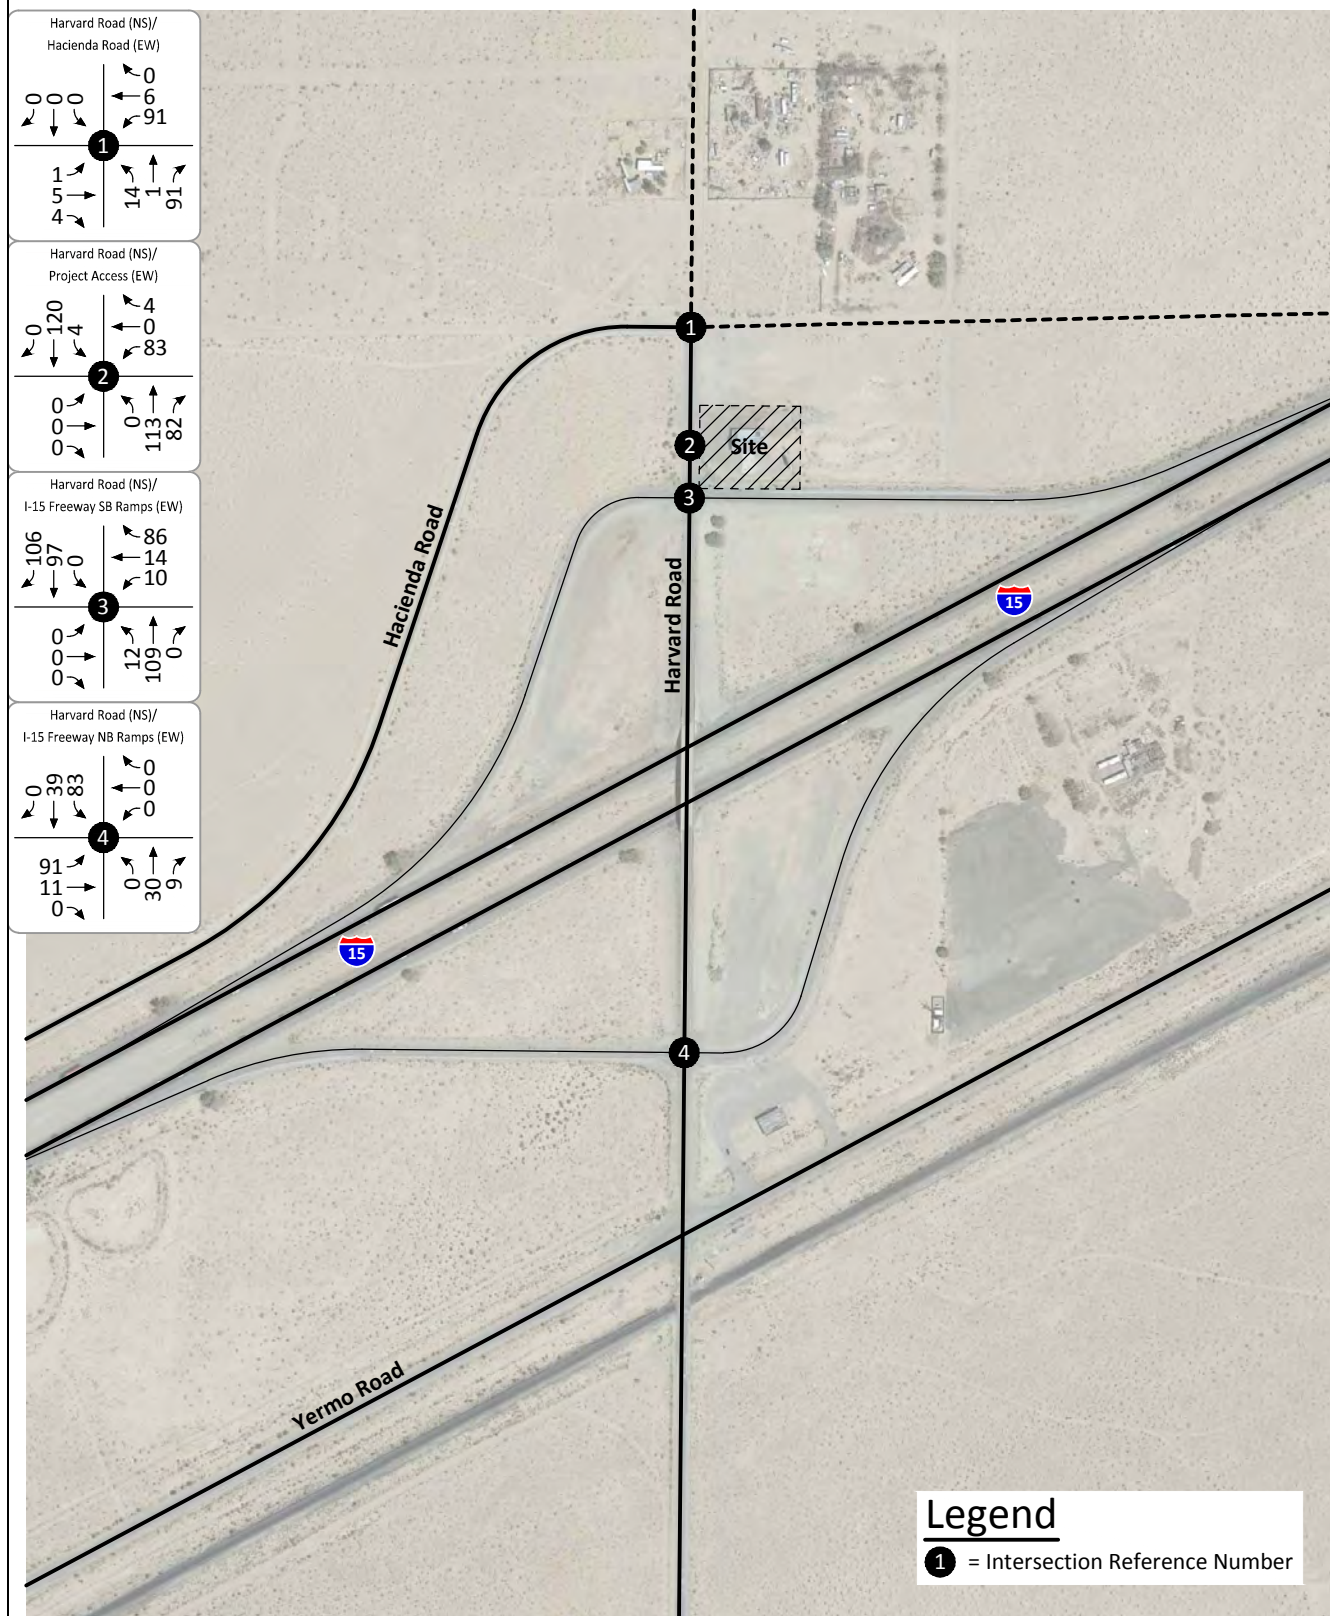 Harvard Road (NS)/
Hacienda Road (EW)
0
6
91
0 0 0
1
1
5
4
14 1 91
Harvard Road (NS)/
Project Access (EW)
4
0
83
0 120 4
2
0
0
0
0 113 82
Harvard Road (NS)/
I-15 Freeway SB Ramps (EW)
86
14
10
106 97 0
3
0
0
0
12 109 0
Harvard Road (NS)/
I-15 Freeway NB Ramps (EW)
0
0
0
0 39 83
4
91
11
0
0 30 9
1
2
Site
3
Hacienda Road
Harvard Road
15
15
4
Yermo Road
Legend
1 = Intersection Reference Number